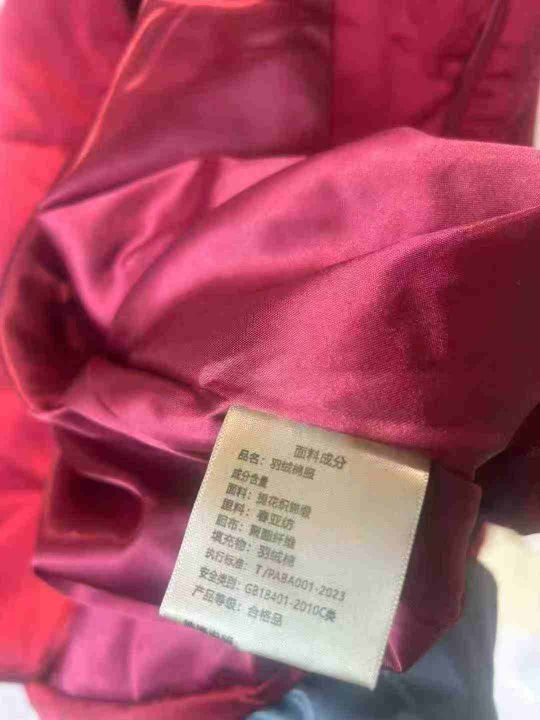 面料成分
品名：羽绒棉服
成分含量
面料：提花织锦缎
里料：春亚纺
面布：聚酯纤维
填充物：羽绒棉
执行标准：T/PABA001-2023
安全类别：GB18401-2010C类
产品等级：合格品